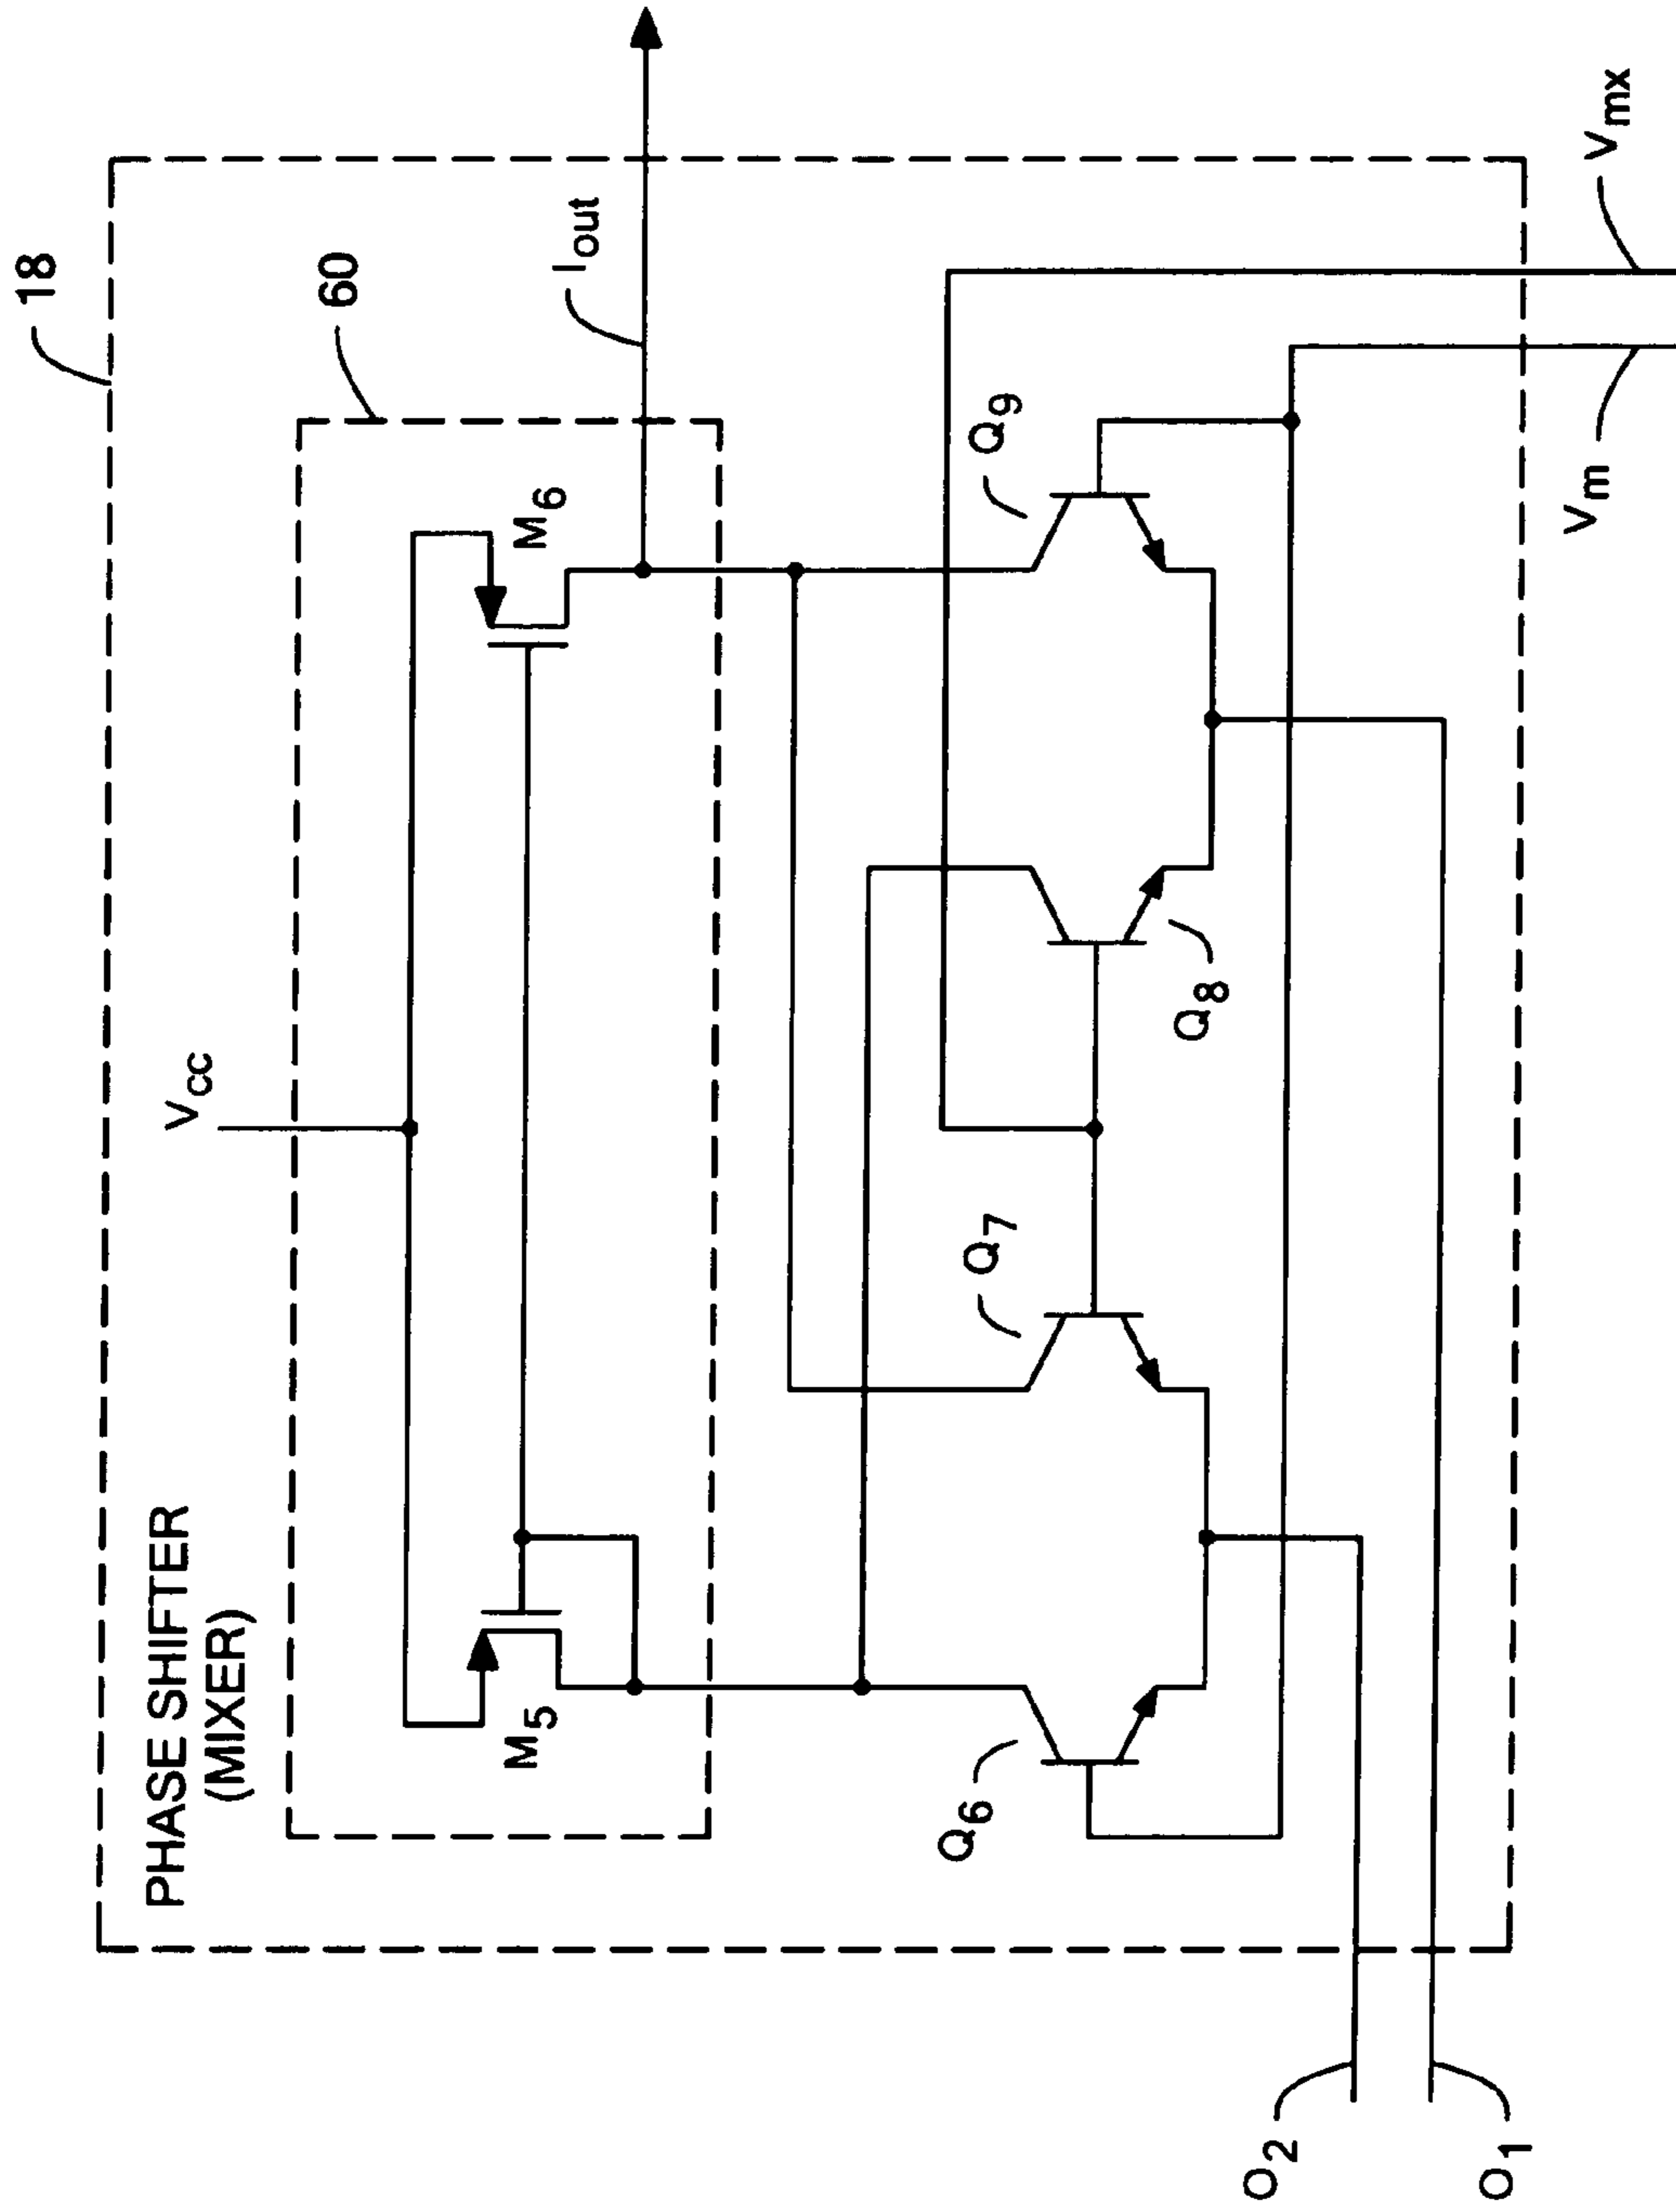 18
PHASE SHIFTER
(MIXER)
Vcc
60
M5
M6
Iout
Q6
Q7
Q8
Q9
O2
O1
Vm
Vmx